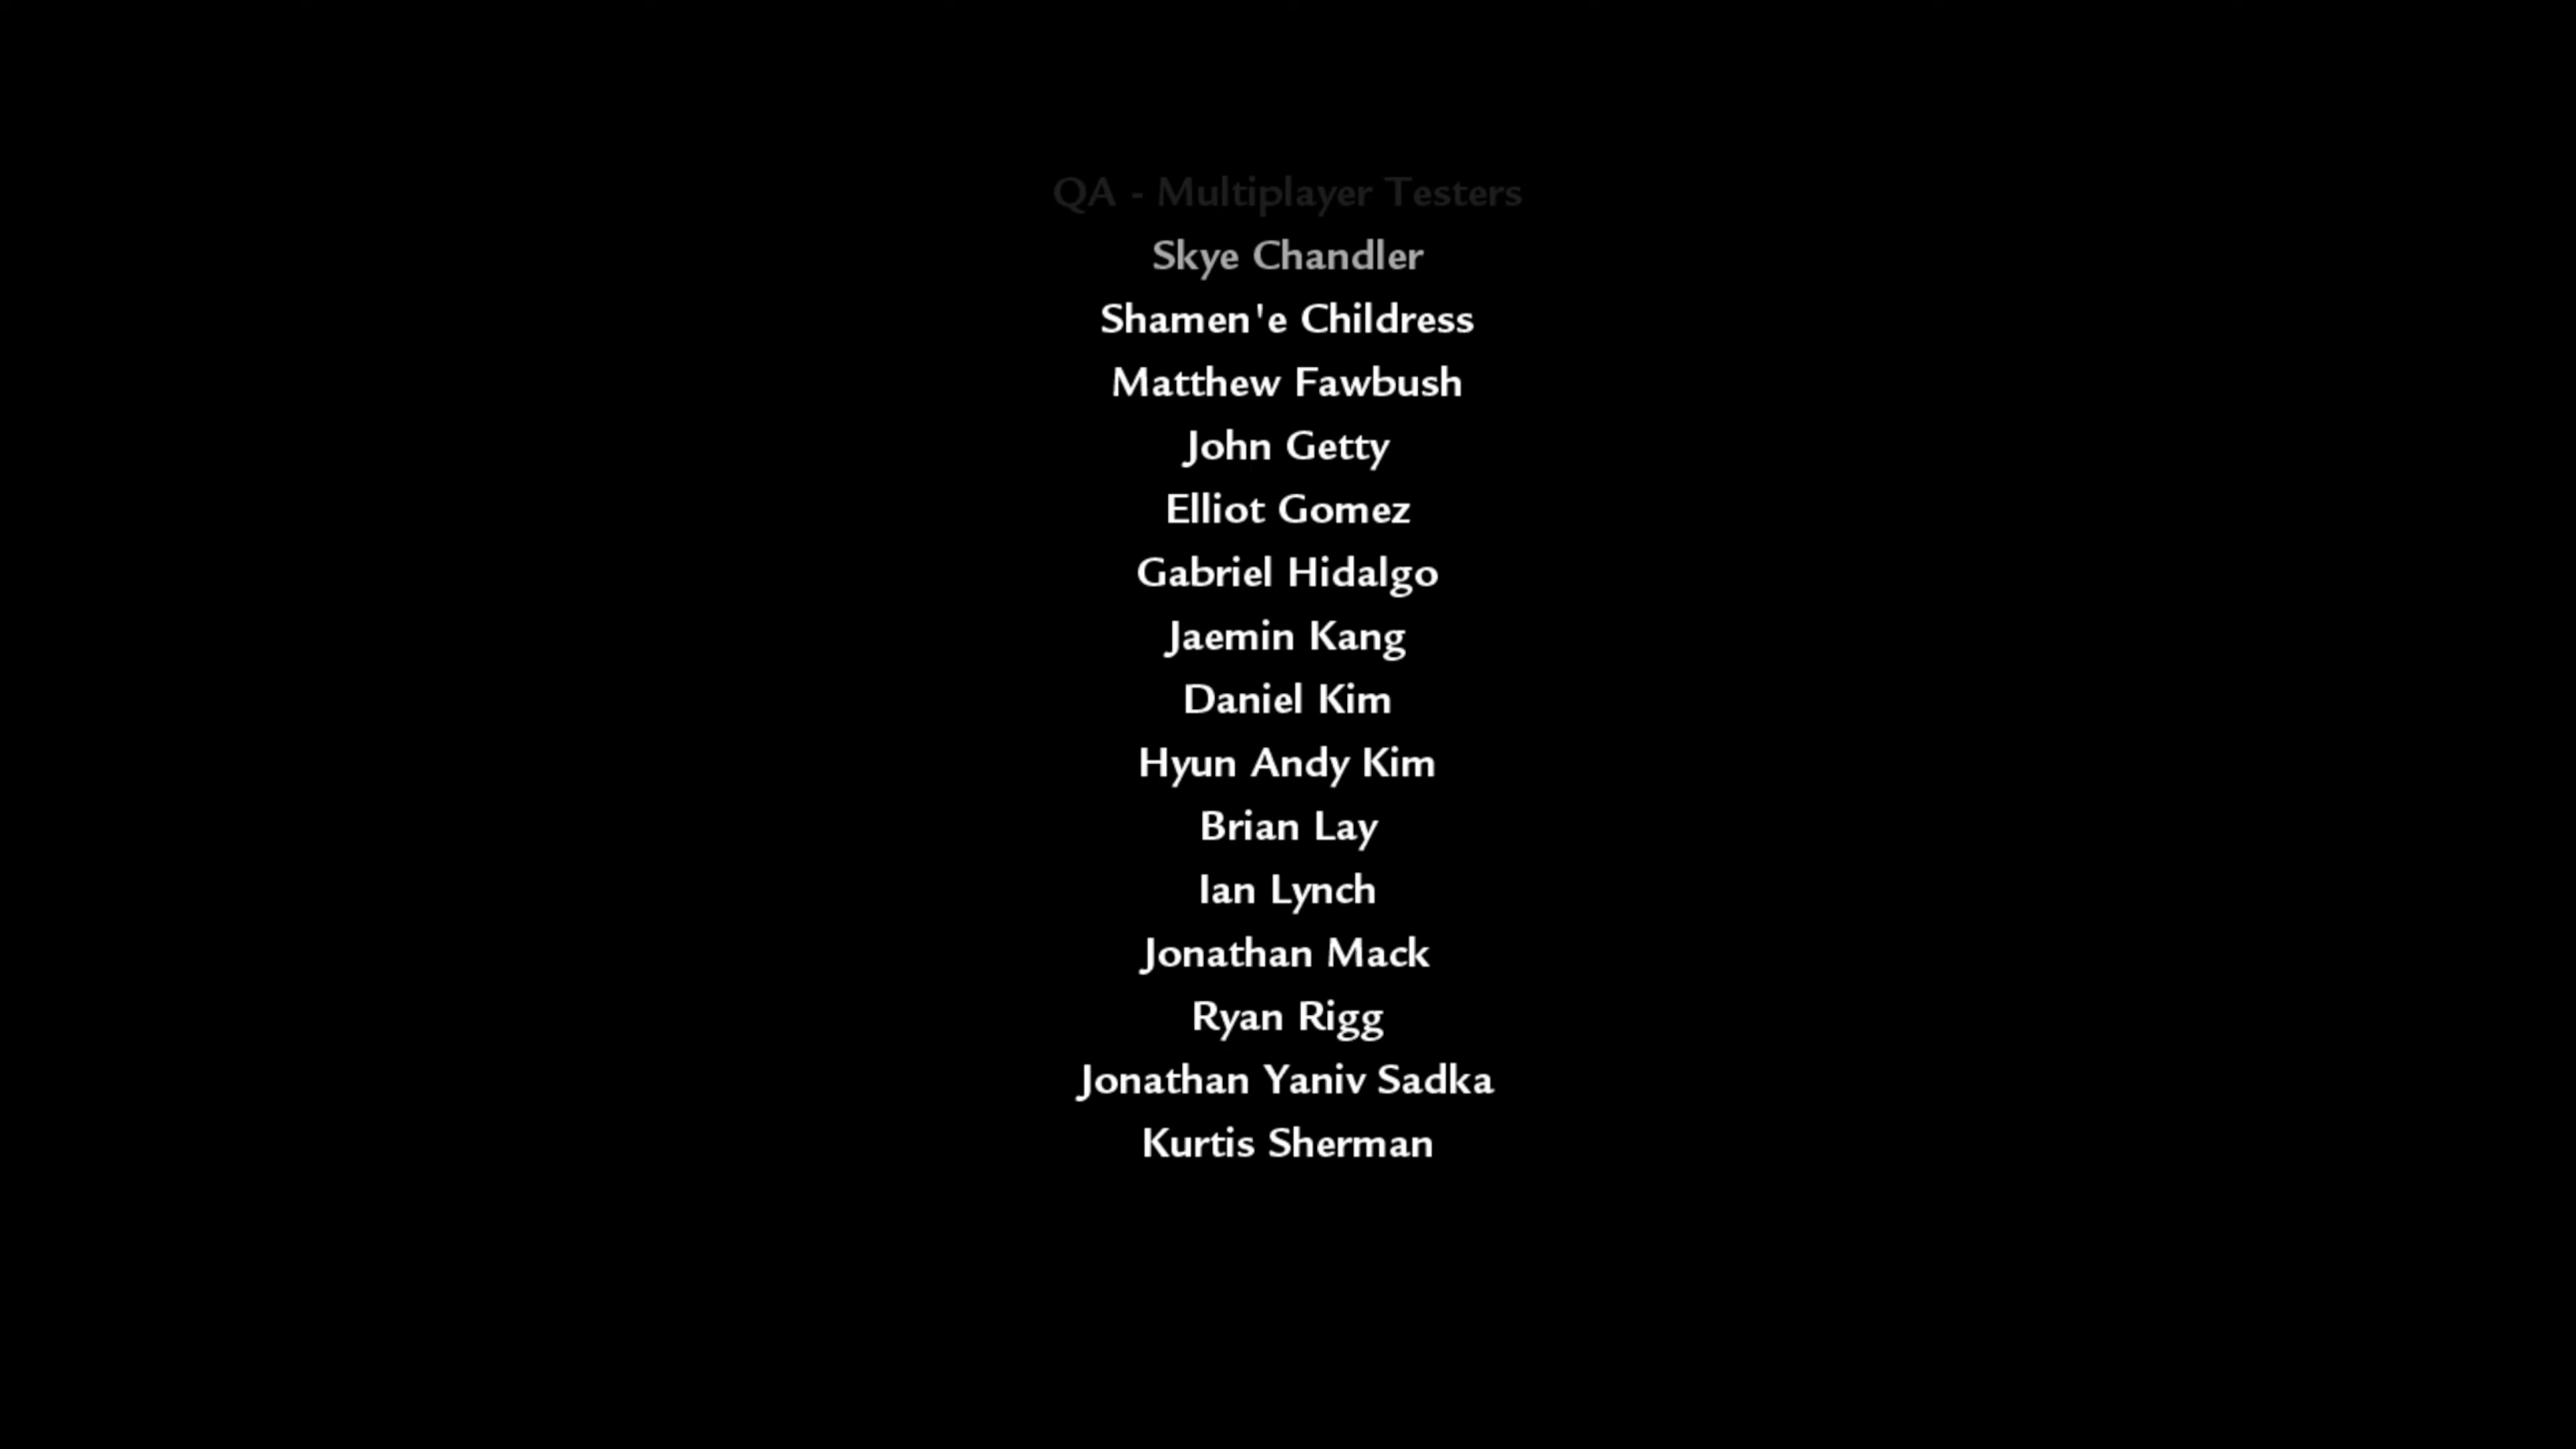 QA - Multiplayer Testers
Skye Chandler
Shamen'e Childress
Matthew Fawbush
John Getty
Elliot Gomez
Gabriel Hidalgo
Jaemin Kang
Daniel Kim
Hyun Andy Kim
Brian Lay
Ian Lynch
Jonathan Mack
Ryan Rigg
Jonathan Yaniv Sadka
Kurtis Sherman